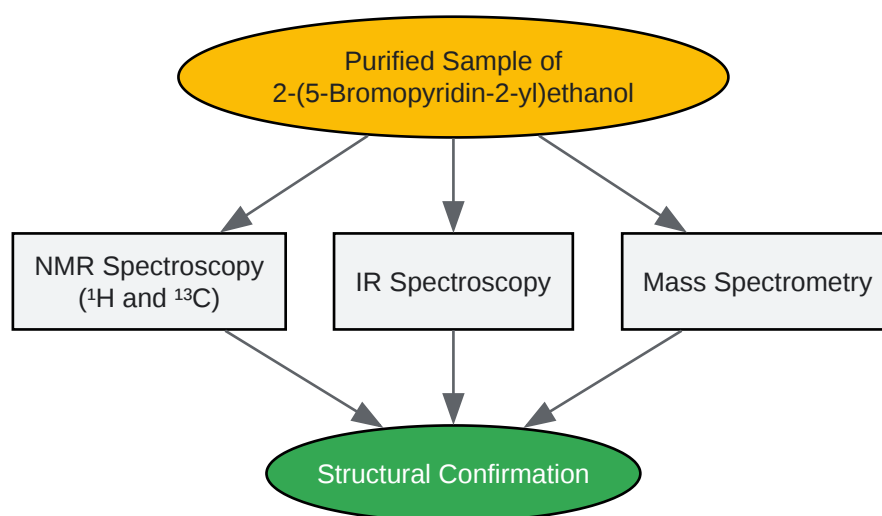 Purified Sample of
2-(5-Bromopyridin-2-yl)ethanol
NMR Spectroscopy
(¹H and ¹³C)
IR Spectroscopy
Mass Spectrometry
Structural Confirmation